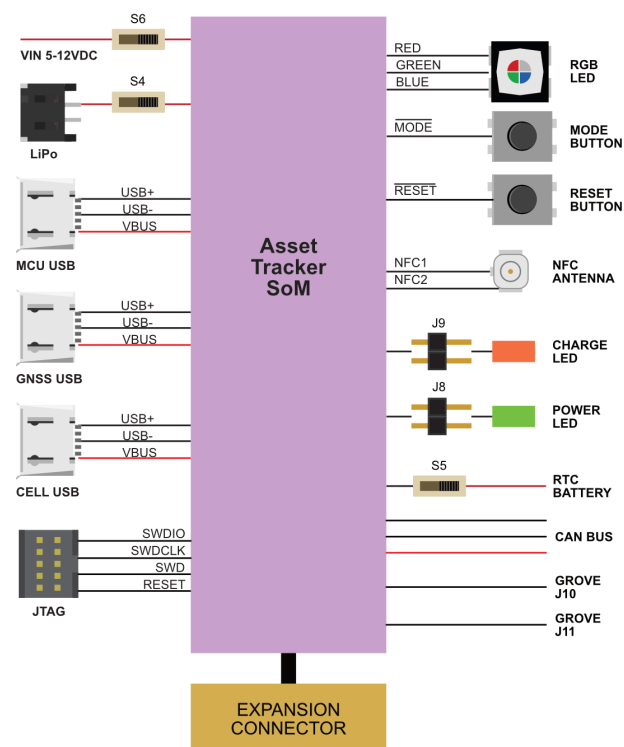 S6
VIN 5-12VDC
S4
LiPo
USB+
USB-
VBUS
MCU USB
USB+
USB-
VBUS
GNSS USB
USB+
USB-
VBUS
CELL USB
SWDIO
SWDCLK
SWD
RESET
JTAG
Asset
Tracker
SoM
RED
GREEN
BLUE
RGB
LED
MODE
MODE
BUTTON
RESET
RESET
BUTTON
NFC1
NFC2
NFC
ANTENNA
J9
CHARGE
LED
J8
POWER
LED
S5
RTC
BATTERY
CAN BUS
GROVE
J10
GROVE
J11
EXPANSION
CONNECTOR